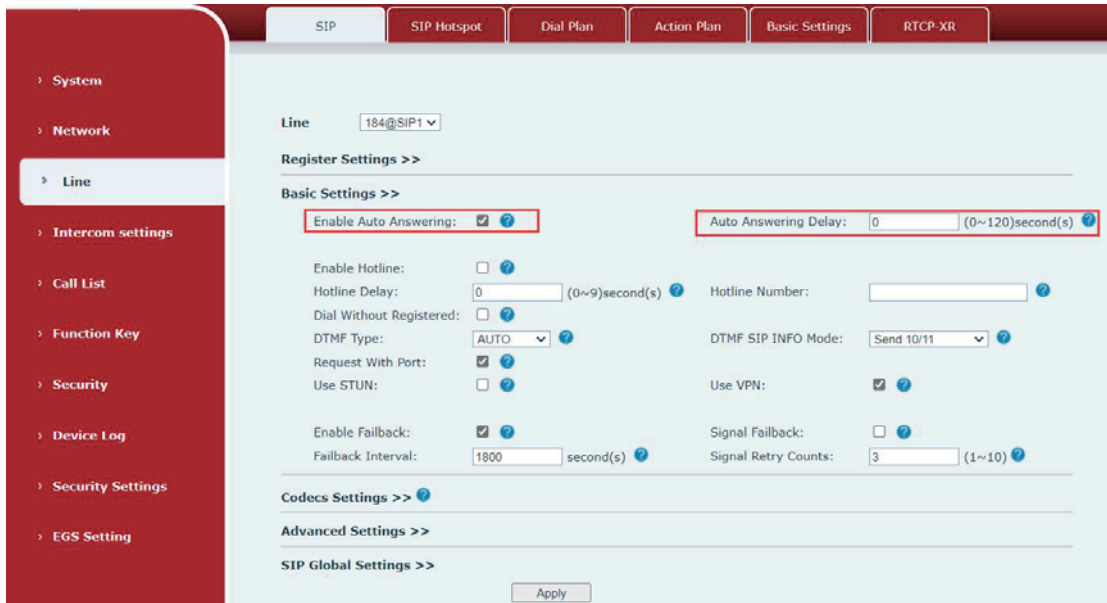 SIP SIP Hotspot Dial Plan Action Plan Basic Settings RTCP-XR
› System
› Network
› Line
› Intercom settings
› Call List
› Function Key
› Security
› Device Log
› Security Settings
› EGS Setting
Line 184@SIP1
Register Settings >>
Basic Settings >>
Enable Auto Answering: Auto Answering Delay: 0 (0~120)second(s)
Enable Hotline:
Hotline Delay: 0 (0~9)second(s) Hotline Number:
Dial Without Registered:
DTMF Type: AUTO DTMF SIP INFO Mode: Send 10/11
Request With Port:
Use STUN: Use VPN:
Enable Failback: Signal Failback:
Failback Interval: 1800 second(s) Signal Retry Counts: 3 (1~10)
Codecs Settings >>
Advanced Settings >>
SIP Global Settings >>
Apply